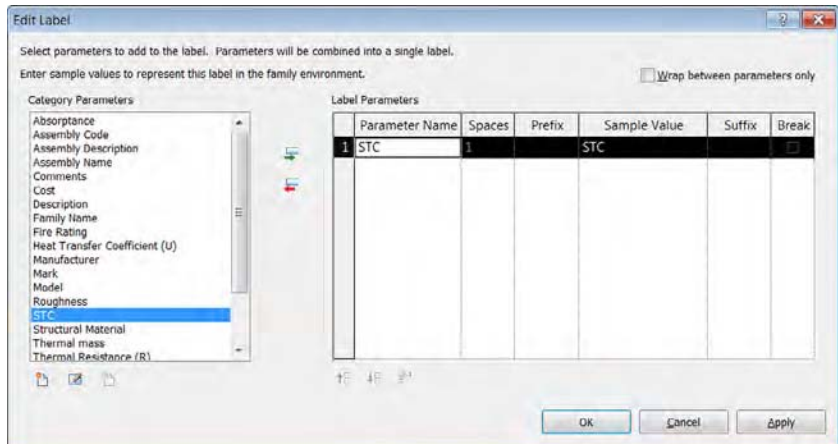 Edit Label
Select parameters to add to the label. Parameters will be combined into a single label.
Enter sample values to represent this label in the family environment.
Wrap between parameters only
Category Parameters
Absorptance
Assembly Code
Assembly Description
Assembly Name
Comments
Cost
Description
Family Name
Fire Rating
Heat Transfer Coefficient (U)
Manufacturer
Mark
Model
Roughness
STC
Structural Material
Thermal mass
Thermal Resistance (R)
Label Parameters
Parameter Name Spaces Prefix Sample Value Suffix Break
1 STC 1 STC
OK Cancel Apply